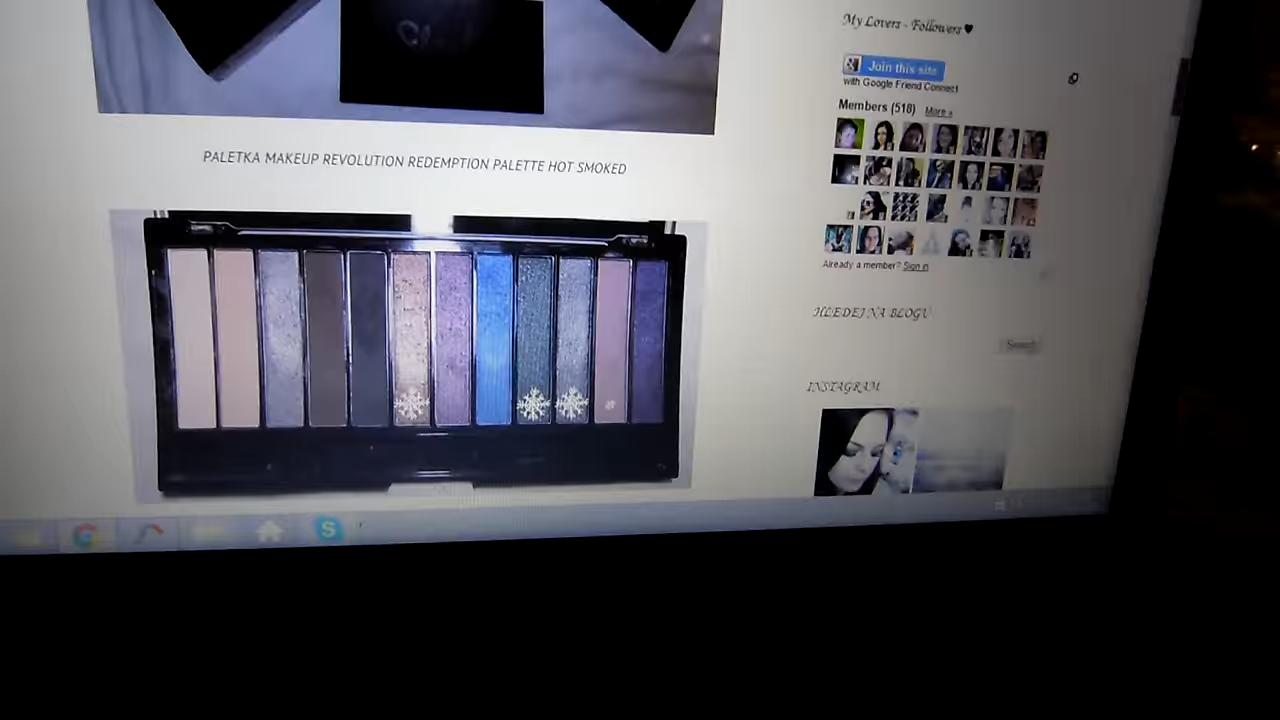 PALETKA MAKEUP REVOLUTION REDEMPTION PALETTE HOT SMOKED
My Lovers - Followers ♥
Join this site
with Google Friend Connect
Members (518) More »
Already a member? Sign in
HLEDEJ NA BLOGU
Search
INSTAGRAM
S